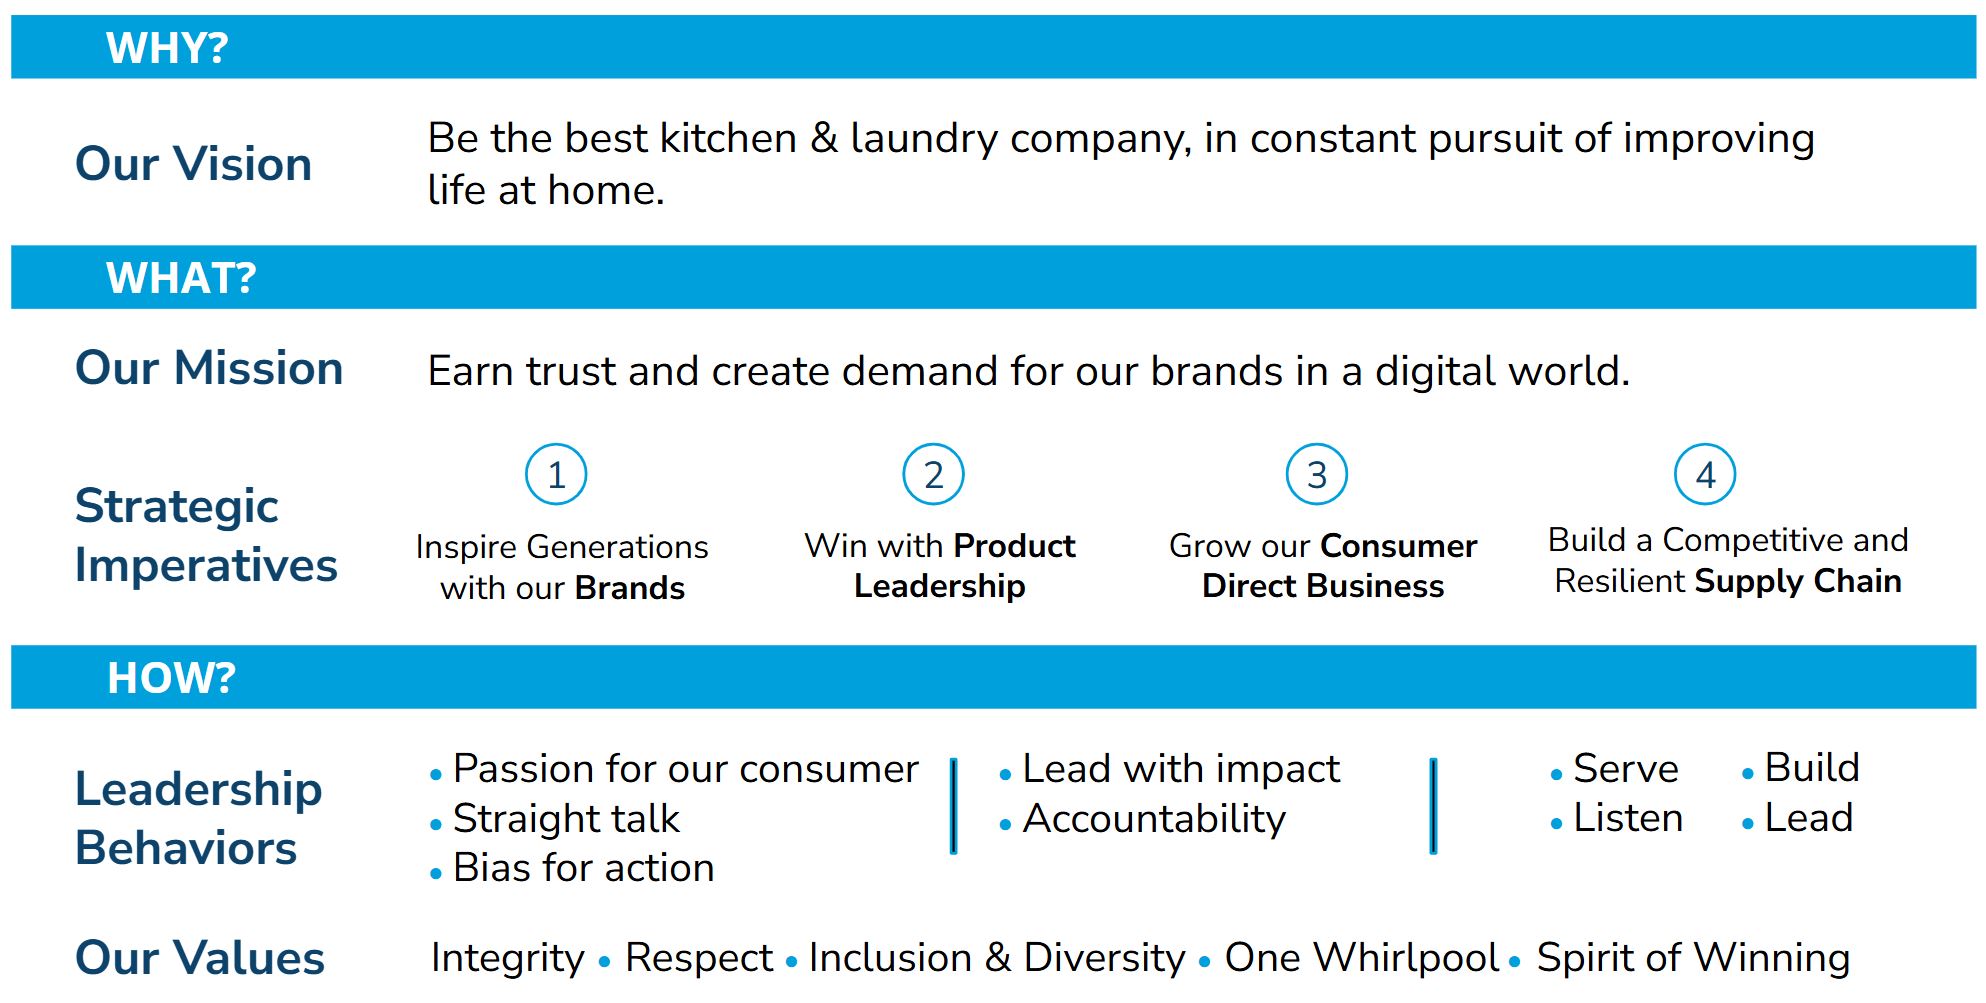 WHY?
Our Vision
Be the best kitchen & laundry company, in constant pursuit of improving
life at home.
WHAT?
Our Mission
Earn trust and create demand for our brands in a digital world.
Strategic
Imperatives
1
Inspire Generations
with our Brands
2
Win with Product
Leadership
3
Grow our Consumer
Direct Business
4
Build a Competitive and
Resilient Supply Chain
HOW?
Leadership
Behaviors
• Passion for our consumer
• Straight talk
• Bias for action
• Lead with impact
• Accountability
• Serve
• Listen
• Build
• Lead
Our Values
Integrity • Respect • Inclusion & Diversity • One Whirlpool • Spirit of Winning